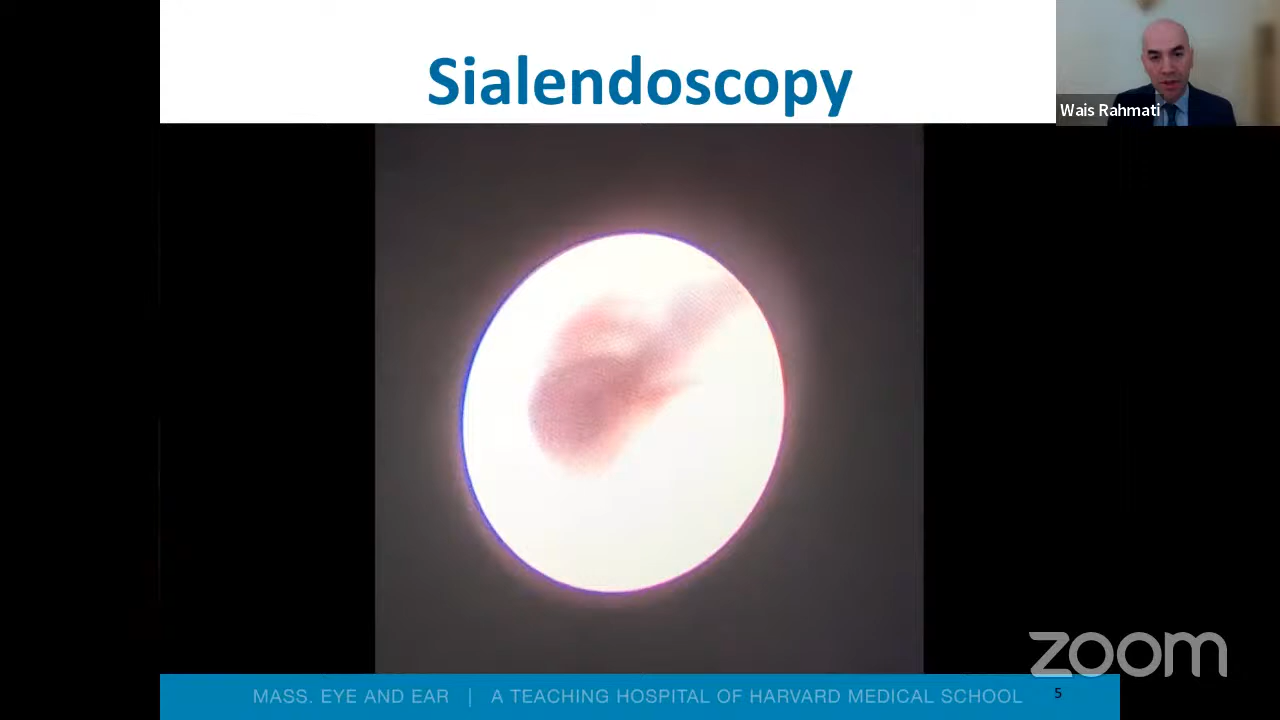 Sialendoscopy
Wais Rahmati
zoom
MASS. EYE AND EAR | A TEACHING HOSPITAL OF HARVARD MEDICAL SCHOOL 5